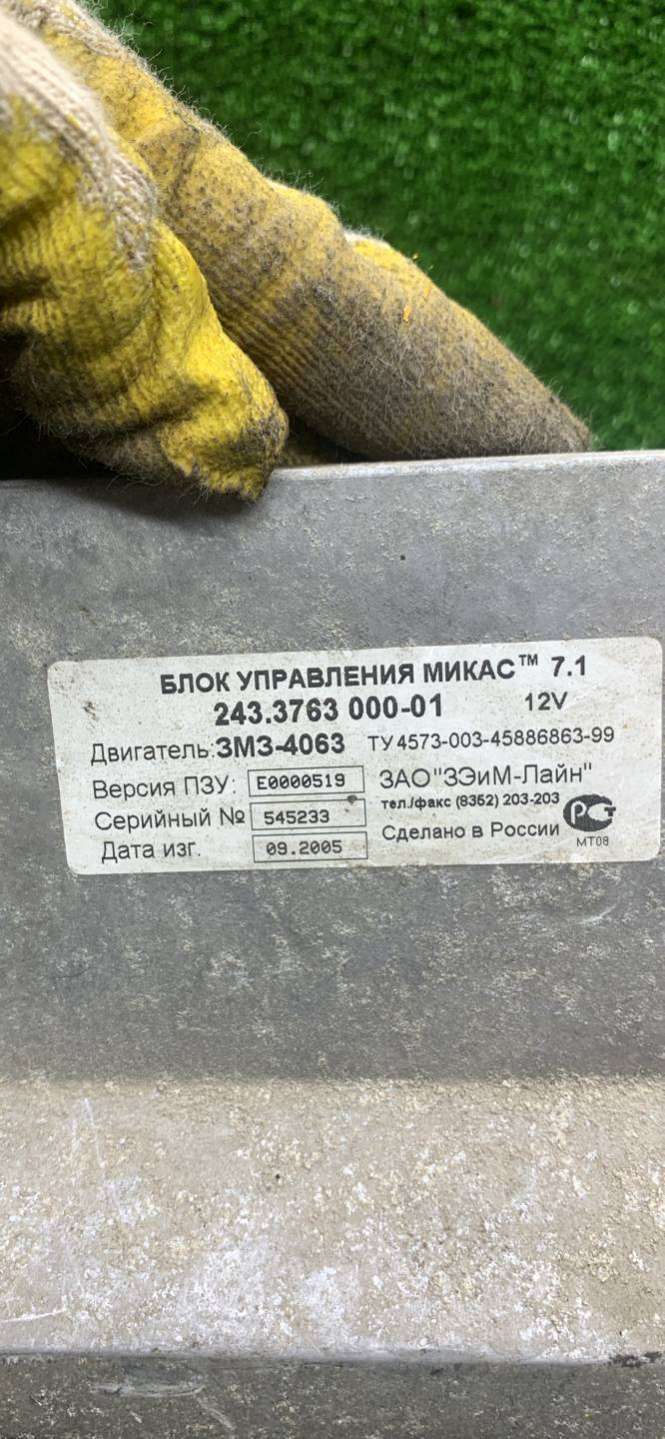 БЛОК УПРАВЛЕНИЯ МИКАС™ 7.1
243.3763 000-01 12V
Двигатель: ЗМЗ-4063 ТУ 4573-003-45886863-99
Версия ПЗУ: E0000519 ЗАО"ЗЭиМ-Лайн"
тел./факс (8352) 203-203
Серийный № 545233
Сделано в России РСТ
МТ08
Дата изг. 09.2005